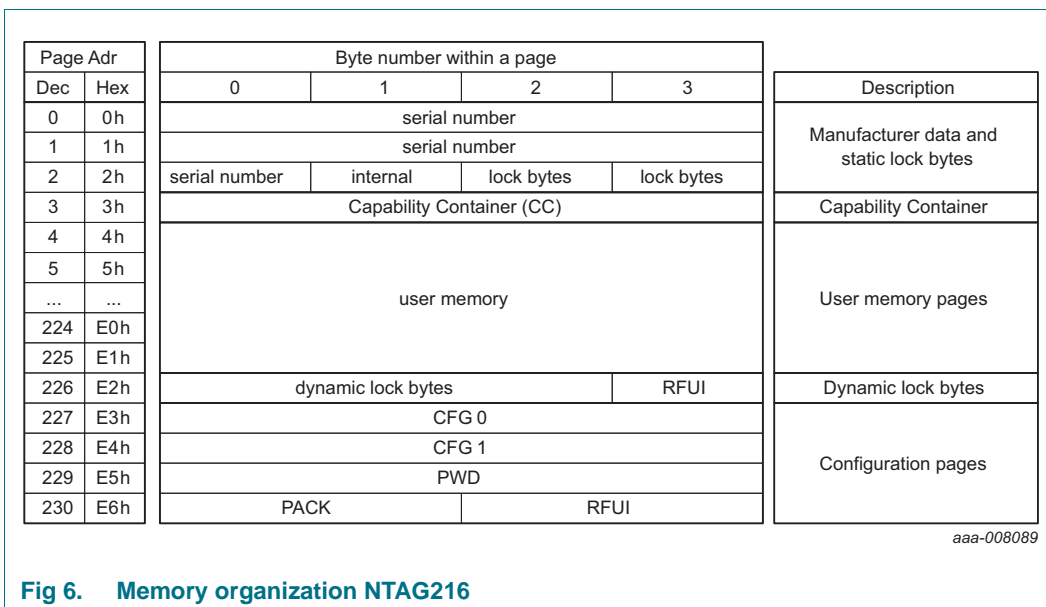 Page Adr Byte number within a page
Dec Hex 0 1 2 3 Description
0 0h serial number
1 1h serial number
Manufacturer data and
static lock bytes
2 2h serial number internal lock bytes lock bytes
3 3h Capability Container (CC) Capability Container
4 4h
5 5h
... ... user memory User memory pages
224 E0h
225 E1h
226 E2h dynamic lock bytes RFUI Dynamic lock bytes
227 E3h CFG 0
228 E4h CFG 1
Configuration pages
229 E5h PWD
230 E6h PACK RFUI
aaa-008089
Fig 6. Memory organization NTAG216